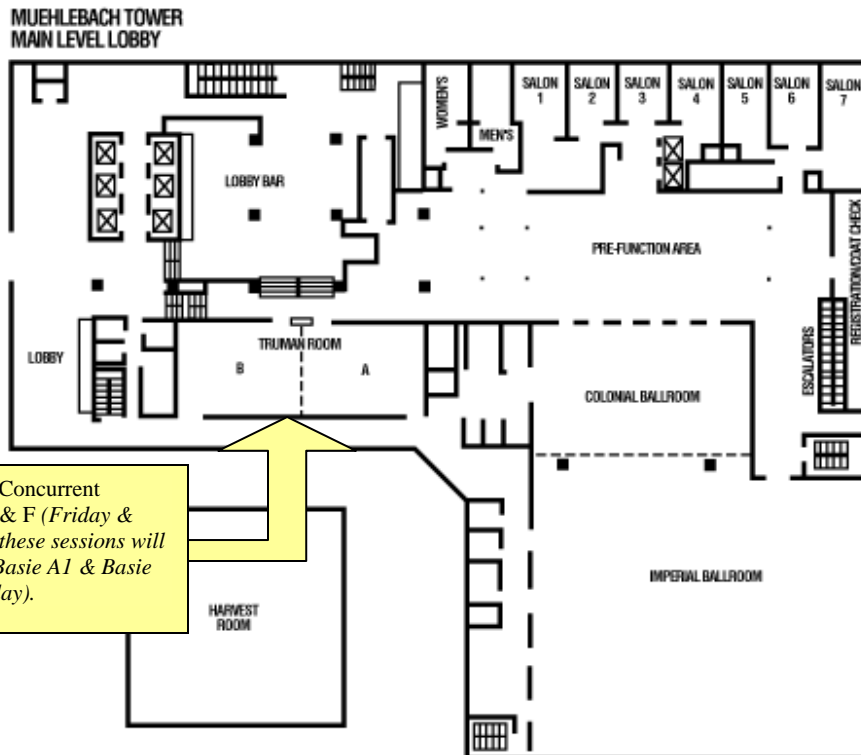 MUEHLEBACH TOWER
MAIN LEVEL LOBBY
WOMEN'S
MEN'S
SALON
1
SALON
2
SALON
3
SALON
4
SALON
5
SALON
6
SALON
7
LOBBY BAR
PRE-FUNCTION AREA
REGISTRATION/COAT CHECK
ESCALATORS
LOBBY
TRUMAN ROOM
B
A
COLONIAL BALLROOM
Concurrent
& F (Friday &
these sessions will
Basie A1 & Basie
ay).
HARVEST
ROOM
IMPERIAL BALLROOM